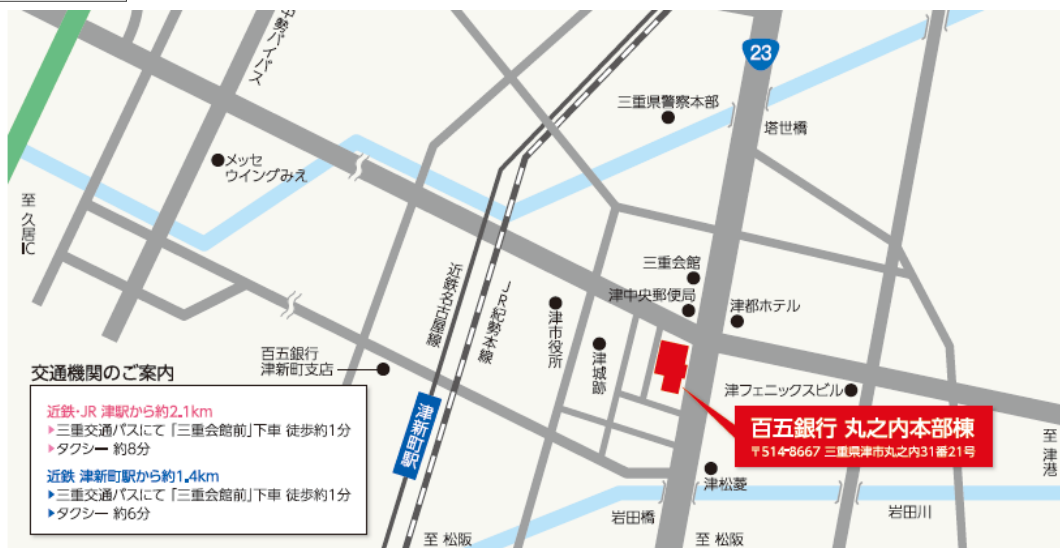 中勢バイパス
23
三重県警察本部
塔世橋
メッセ
ウイングみえ
至 久居IC
三重会館
津中央郵便局
津都ホテル
近鉄名古屋線
JR紀勢本線
津市役所
津城跡
百五銀行
津新町支店
津フェニックスビル
津新町駅
百五銀行 丸之内本部棟
〒514-8667 三重県津市丸之内31番21号
至 津港
津松菱
岩田橋
岩田川
至 松阪
至 松阪
交通機関のご案内
近鉄・JR 津駅から約2.1km
▶三重交通バスにて「三重会館前」下車 徒歩約1分
▶タクシー 約8分
近鉄 津新町駅から約1.4km
▶三重交通バスにて「三重会館前」下車 徒歩約1分
▶タクシー 約6分